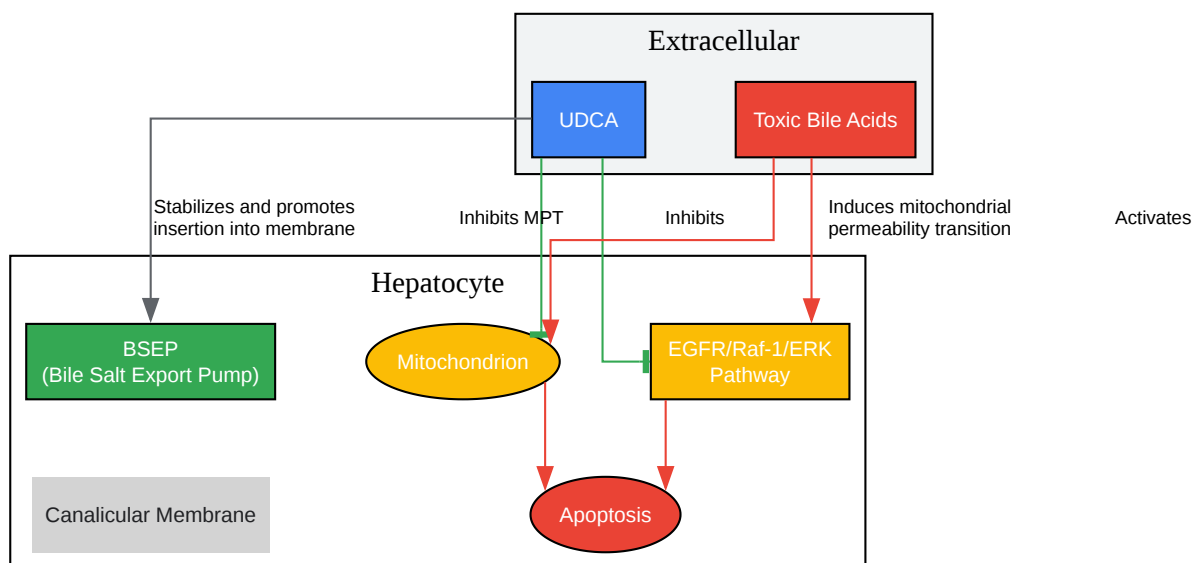 Extracellular
UDCA
Toxic Bile Acids
Stabilizes and promotes
insertion into membrane
Inhibits MPT
Inhibits
Induces mitochondrial
permeability transition
Activates
Hepatocyte
BSEP
(Bile Salt Export Pump)
Mitochondrion
EGFR/Raf-1/ERK
Pathway
Canalicular Membrane
Apoptosis